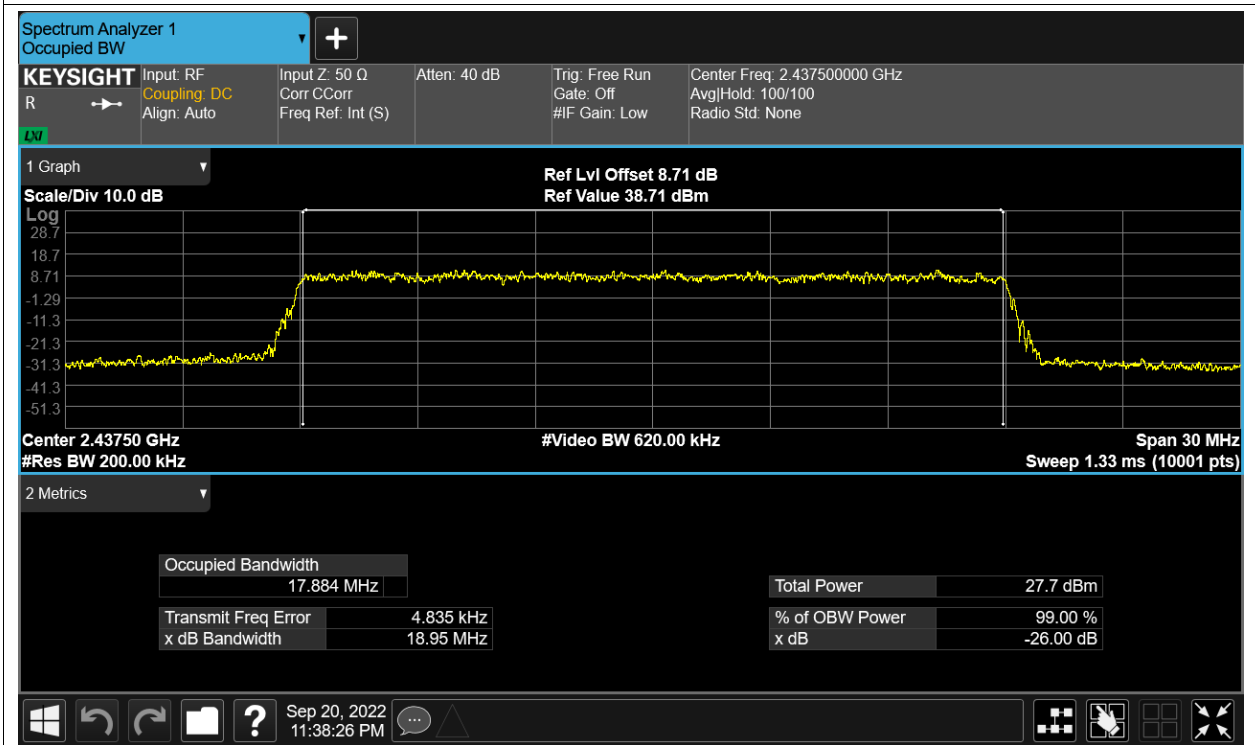 Spectrum Analyzer 1
Occupied BW
KEYSIGHT
R
LXI
Input: RF
Coupling: DC
Align: Auto
Input Z: 50 Ω
Corr CCorr
Freq Ref: Int (S)
Atten: 40 dB
Trig: Free Run
Gate: Off
#IF Gain: Low
Center Freq: 2.437500000 GHz
Avg|Hold: 100/100
Radio Std: None
1 Graph
Scale/Div 10.0 dB
Ref Lvl Offset 8.71 dB
Ref Value 38.71 dBm
Log
28.7
18.7
8.71
-1.29
-11.3
-21.3
-31.3
-41.3
-51.3
Center 2.43750 GHz
#Res BW 200.00 kHz
#Video BW 620.00 kHz
Span 30 MHz
Sweep 1.33 ms (10001 pts)
2 Metrics
Occupied Bandwidth
17.884 MHz
Transmit Freq Error 4.835 kHz
x dB Bandwidth 18.95 MHz
Total Power 27.7 dBm
% of OBW Power 99.00 %
x dB -26.00 dB
?
Sep 20, 2022
11:38:26 PM